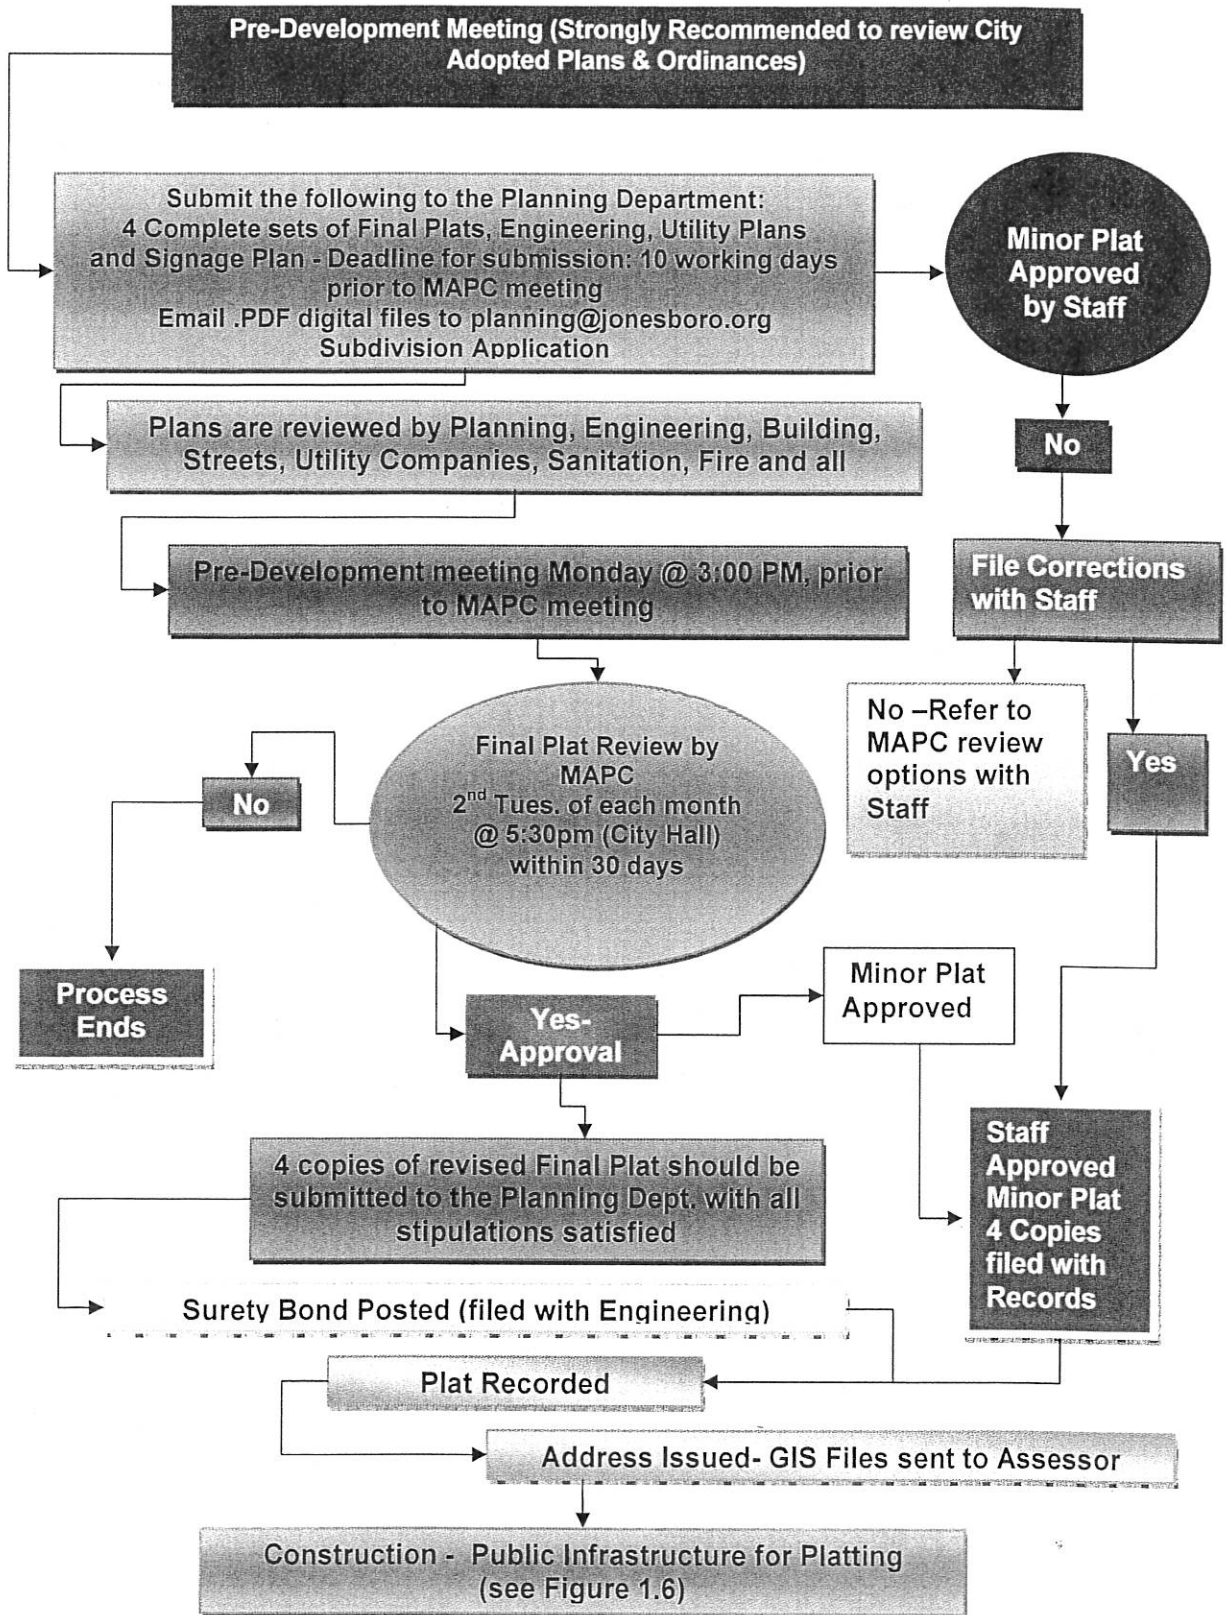 Pre-Development Meeting (Strongly Recommended to review City
Adopted Plans & Ordinances)
Submit the following to the Planning Department:
4 Complete sets of Final Plats, Engineering, Utility Plans
and Signage Plan - Deadline for submission: 10 working days
prior to MAPC meeting
Email .PDF digital files to planning@jonesboro.org
Subdivision Application
Minor Plat
Approved
by Staff
Plans are reviewed by Planning, Engineering, Building,
Streets, Utility Companies, Sanitation, Fire and all
No
Pre-Development meeting Monday @ 3:00 PM, prior
to MAPC meeting
File Corrections
with Staff
No –Refer to
MAPC review
options with
Staff
Yes
Final Plat Review by
MAPC
2nd Tues. of each month
@ 5:30pm (City Hall)
within 30 days
No
Process
Ends
Yes-
Approval
Minor Plat
Approved
4 copies of revised Final Plat should be
submitted to the Planning Dept. with all
stipulations satisfied
Staff
Approved
Minor Plat
4 Copies
filed with
Records
Surety Bond Posted (filed with Engineering)
Plat Recorded
Address Issued- GIS Files sent to Assessor
Construction - Public Infrastructure for Platting
(see Figure 1.6)